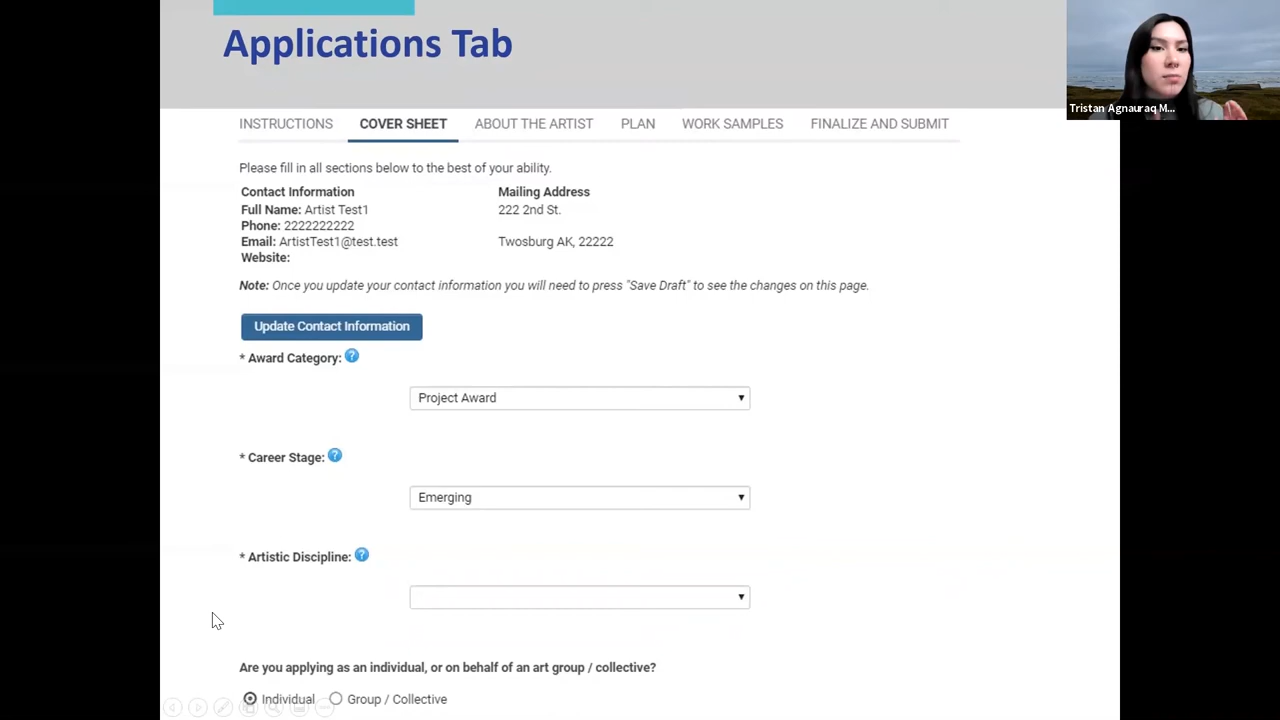 Applications Tab
Tristan Agnauraq M...
INSTRUCTIONS COVER SHEET ABOUT THE ARTIST PLAN WORK SAMPLES FINALIZE AND SUBMIT
Please fill in all sections below to the best of your ability.
Contact Information Mailing Address
Full Name: Artist Test1 222 2nd St.
Phone: 2222222222
Email: ArtistTest1@test.test Twosburg AK, 22222
Website:
Note: Once you update your contact information you will need to press "Save Draft" to see the changes on this page.
Update Contact Information
* Award Category: ?
Project Award
* Career Stage: ?
Emerging
* Artistic Discipline: ?
Are you applying as an individual, or on behalf of an art group / collective?
Individual Group / Collective